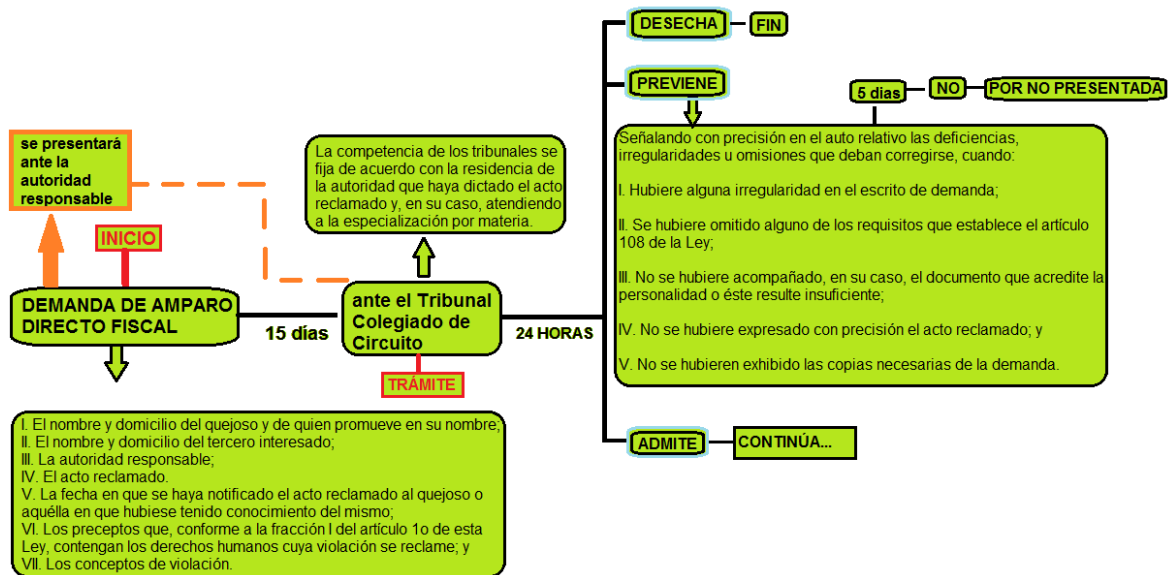 se presentará
ante la
autoridad
responsable
INICIO
DEMANDA DE AMPARO
DIRECTO FISCAL
15 días
I. El nombre y domicilio del quejoso y de quien promueve en su nombre;
II. El nombre y domicilio del tercero interesado;
III. La autoridad responsable;
IV. El acto reclamado.
V. La fecha en que se haya notificado el acto reclamado al quejoso o
aquélla en que hubiese tenido conocimiento del mismo;
VI. Los preceptos que, conforme a la fracción I del artículo 1o de esta
Ley, contengan los derechos humanos cuya violación se reclame; y
VII. Los conceptos de violación.
La competencia de los tribunales se
fija de acuerdo con la residencia de
la autoridad que haya dictado el acto
reclamado y, en su caso, atendiendo
a la especialización por materia.
ante el Tribunal
Colegiado de
Circuito
TRÁMITE
24 HORAS
DESECHA
FIN
PREVIENE
5 dias
NO
POR NO PRESENTADA
Señalando con precisión en el auto relativo las deficiencias,
irregularidades u omisiones que deban corregirse, cuando:
I. Hubiere alguna irregularidad en el escrito de demanda;
II. Se hubiere omitido alguno de los requisitos que establece el artículo
108 de la Ley;
III. No se hubiere acompañado, en su caso, el documento que acredite la
personalidad o éste resulte insuficiente;
IV. No se hubiere expresado con precisión el acto reclamado; y
V. No se hubieren exhibido las copias necesarias de la demanda.
ADMITE
CONTINÚA...